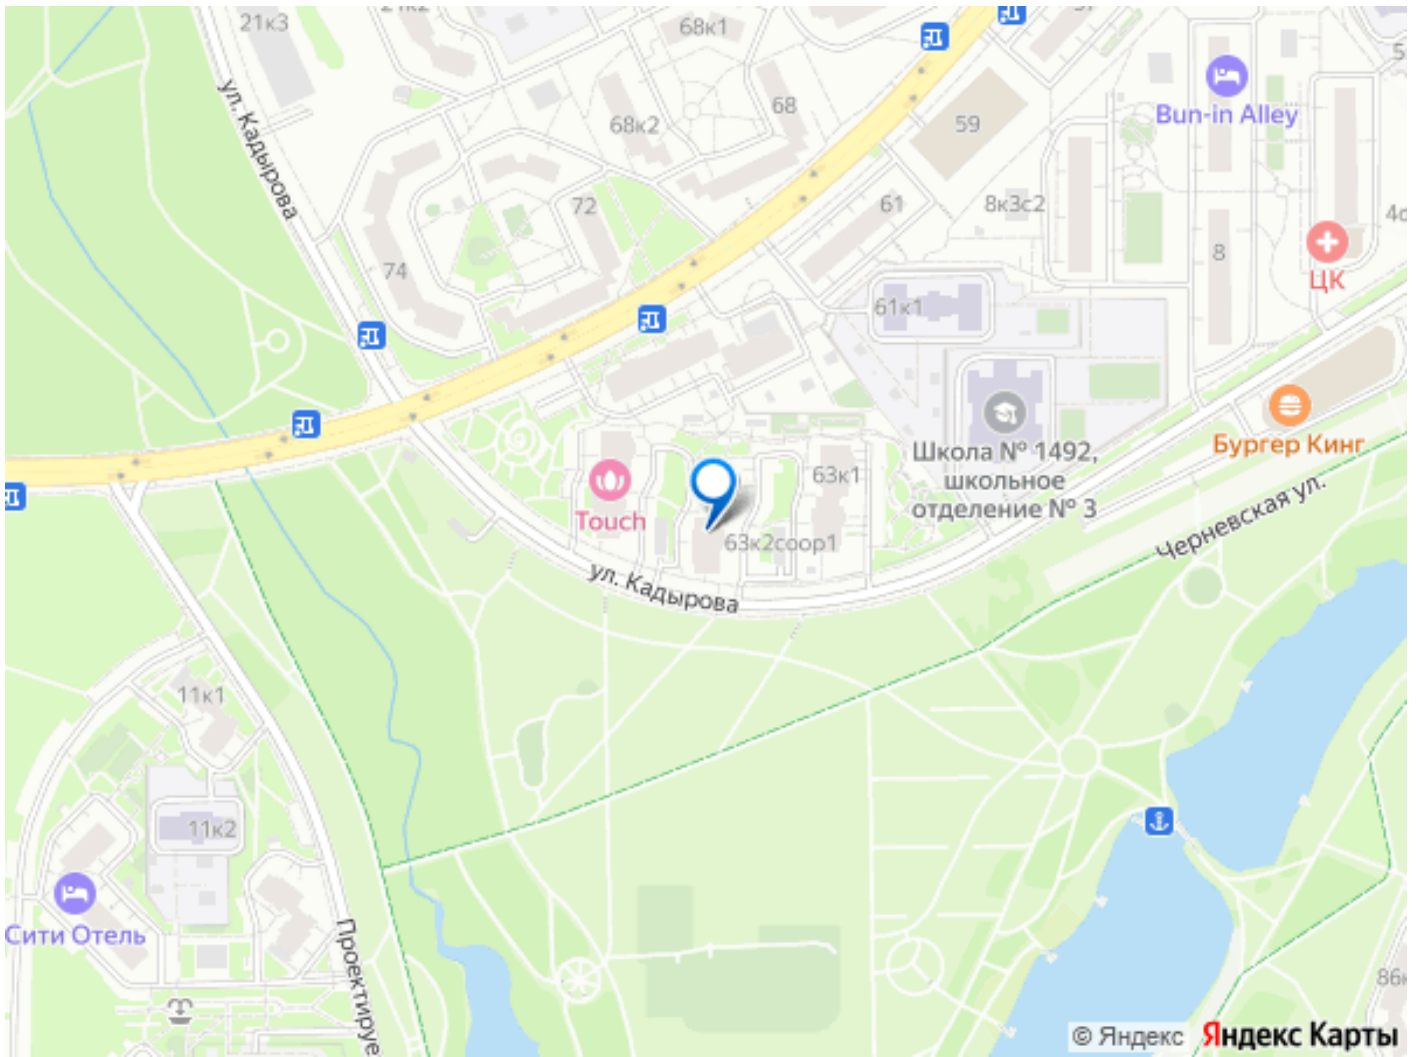 21к3
68к1
ул. Кадырова
68к2
68
59
Bun-in Alley
72
61
8к3с2
74
8
ЦК
61к1
Школа № 1492,
школьное
отделение № 3
Бургер Кинг
63к1
Touch
63к2соор1
Черневская ул.
ул. Кадырова
11к1
11к2
Сити Отель
Проектируе
86к
© Яндекс
Яндекс Карты